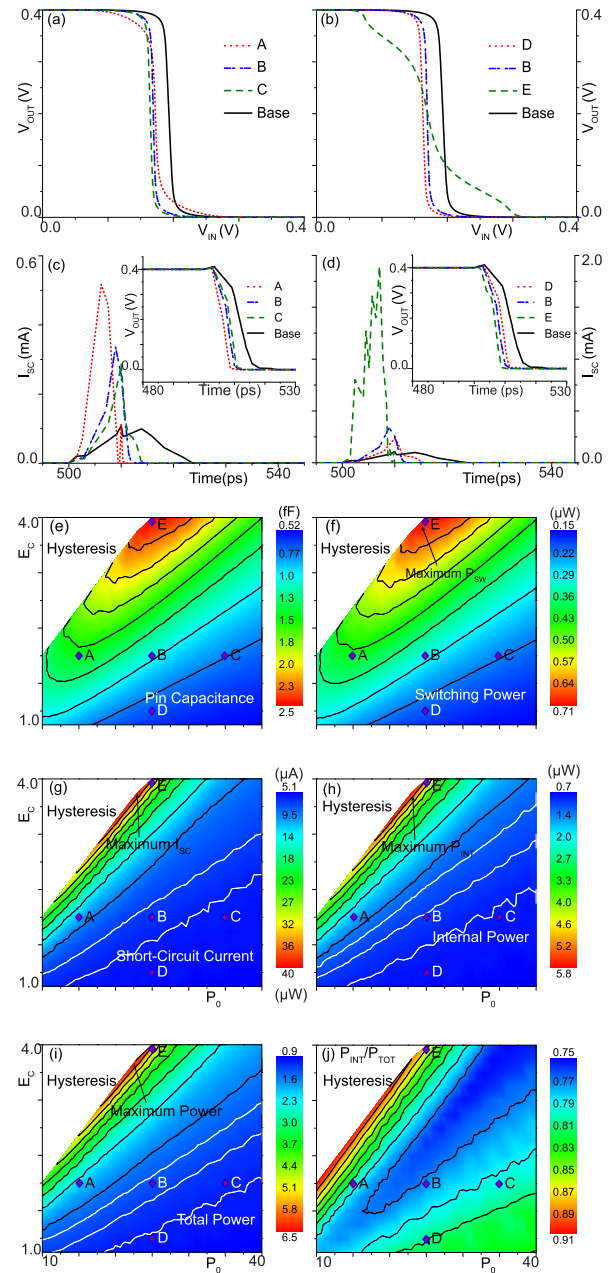 (a)
A
B
C
Base
0.4
V_OUT (V)
0.0
0.0
V_IN (V)
0.4
(b)
D
B
E
Base
0.4
V_OUT (V)
0.0
0.0
V_IN (V)
0.4
(c)
0.6
I_SC (mA)
0.0
500
Time(ps)
540
0.4
V_OUT (V)
0.0
480
Time (ps)
530
A
B
C
Base
(d)
2.0
I_SC (mA)
0.0
500
Time(ps)
540
0.4
V_OUT (V)
0.0
480
Time (ps)
530
D
B
E
Base
(e)
4.0
E_C
1.0
Hysteresis
E
A
B
C
D
Pin Capacitance
(fF)
0.52
0.77
1.0
1.3
1.5
1.8
2.0
2.3
2.5
(f)
Hysteresis
E
Maximum P_SW
A
B
C
D
Switching Power
(µW)
0.15
0.22
0.29
0.36
0.43
0.50
0.57
0.64
0.71
(g)
4.0
E_C
1.0
Hysteresis
E
Maximum I_SC
A
B
C
D
Short-Circuit Current
P_0
(µA)
5.1
9.5
14
18
23
27
32
36
40
(µW)
(h)
Hysteresis
E
Maximum P_INT
A
B
C
D
Internal Power
P_0
(µW)
0.7
1.4
2.0
2.7
3.3
4.0
4.6
5.2
5.8
(i)
4.0
E_C
1.0
Hysteresis
E
Maximum Power
A
B
C
D
Total Power
10
P_0
40
0.9
1.6
2.3
3.0
3.7
4.4
5.1
5.8
6.5
(j)
P_INT/P_TOT
Hysteresis
E
A
B
C
D
10
P_0
40
0.75
0.77
0.79
0.81
0.83
0.85
0.87
0.89
0.91